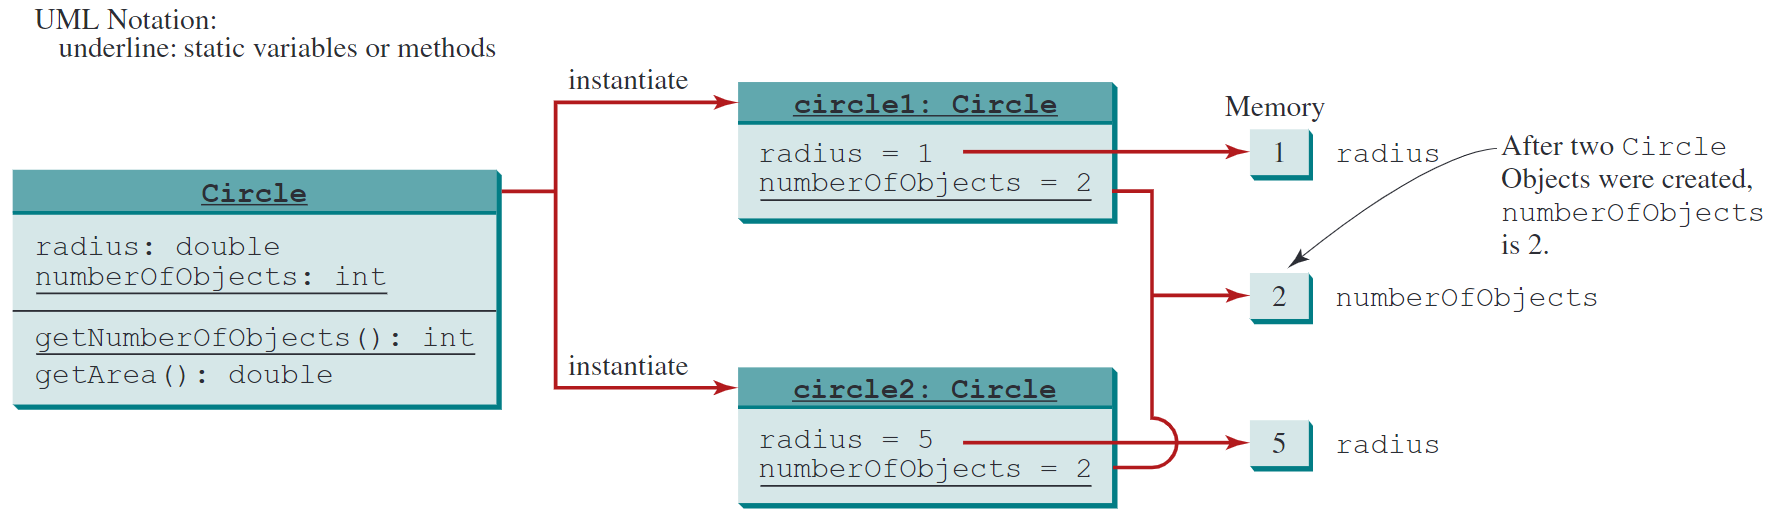 UML Notation:
underline: static variables or methods
Circle
radius: double
numberOfObjects: int
getNumberOfObjects(): int
getArea(): double
instantiate
circle1: Circle
radius = 1
numberOfObjects = 2
instantiate
circle2: Circle
radius = 5
numberOfObjects = 2
Memory
1 radius
2 numberOfObjects
5 radius
After two Circle
Objects were created,
numberOfObjects
is 2.